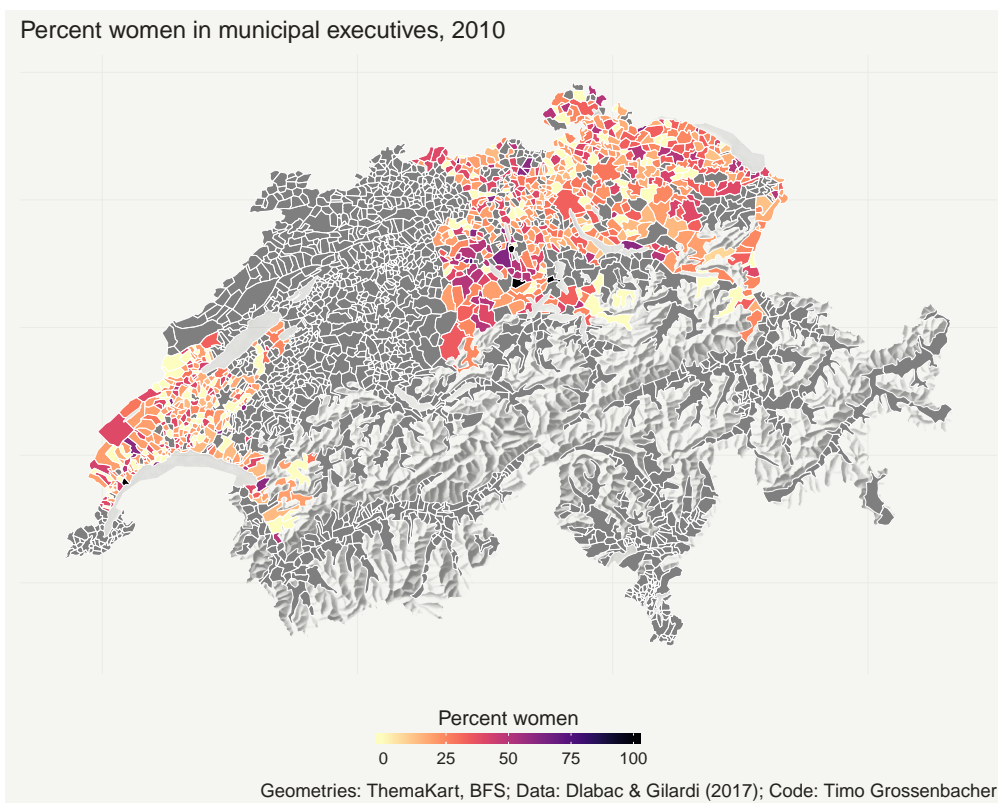 Percent women in municipal executives, 2010
Percent women
0 25 50 75 100
Geometries: ThemaKart, BFS; Data: Dlabac & Gilardi (2017); Code: Timo Grossenbacher